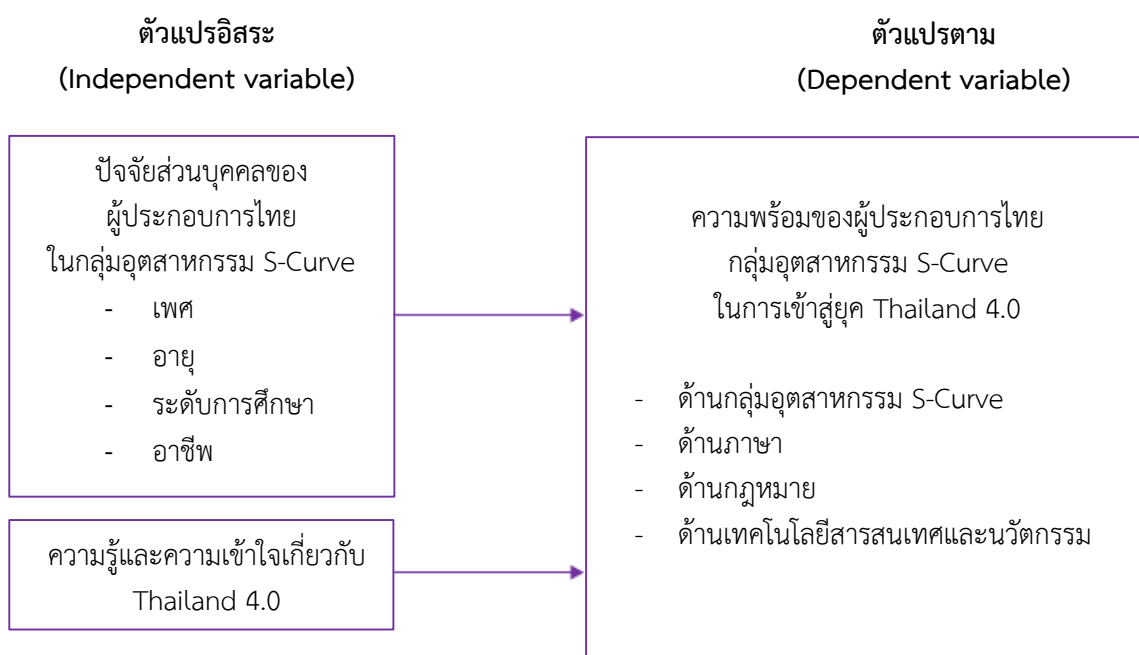 ตัวแปรอิสระ
(Independent variable)
ปัจจัยส่วนบุคคลของ
ผู้ประกอบการไทย
ในกลุ่มอุตสาหกรรม S-Curve
- เพศ
- อายุ
- ระดับการศึกษา
- อาชีพ
ความรู้และความเข้าใจเกี่ยวกับ
Thailand 4.0
ตัวแปรตาม
(Dependent variable)
ความพร้อมของผู้ประกอบการไทย
กลุ่มอุตสาหกรรม S-Curve
ในการเข้าสู่ยุค Thailand 4.0
- ด้านกลุ่มอุตสาหกรรม S-Curve
- ด้านภาษา
- ด้านกฎหมาย
- ด้านเทคโนโลยีสารสนเทศและนวัตกรรม